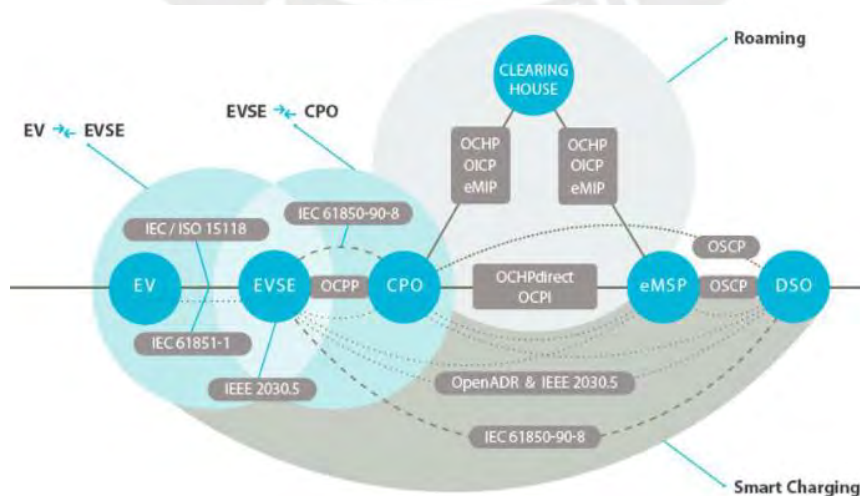 Roaming
CLEARING
HOUSE
EVSE → ← CPO
EV → ← EVSE
OCHP
OICP
eMIP
OCHP
OICP
eMIP
IEC 61850-90-8
IEC / ISO 15118
OSCP
EV
EVSE
OCPP
CPO
OCHPdirect
OCPI
eMSP
OSCP
DSO
IEC 61851-1
IEEE 2030.5
OpenADR & IEEE 2030.5
IEC 61850-90-8
Smart Charging